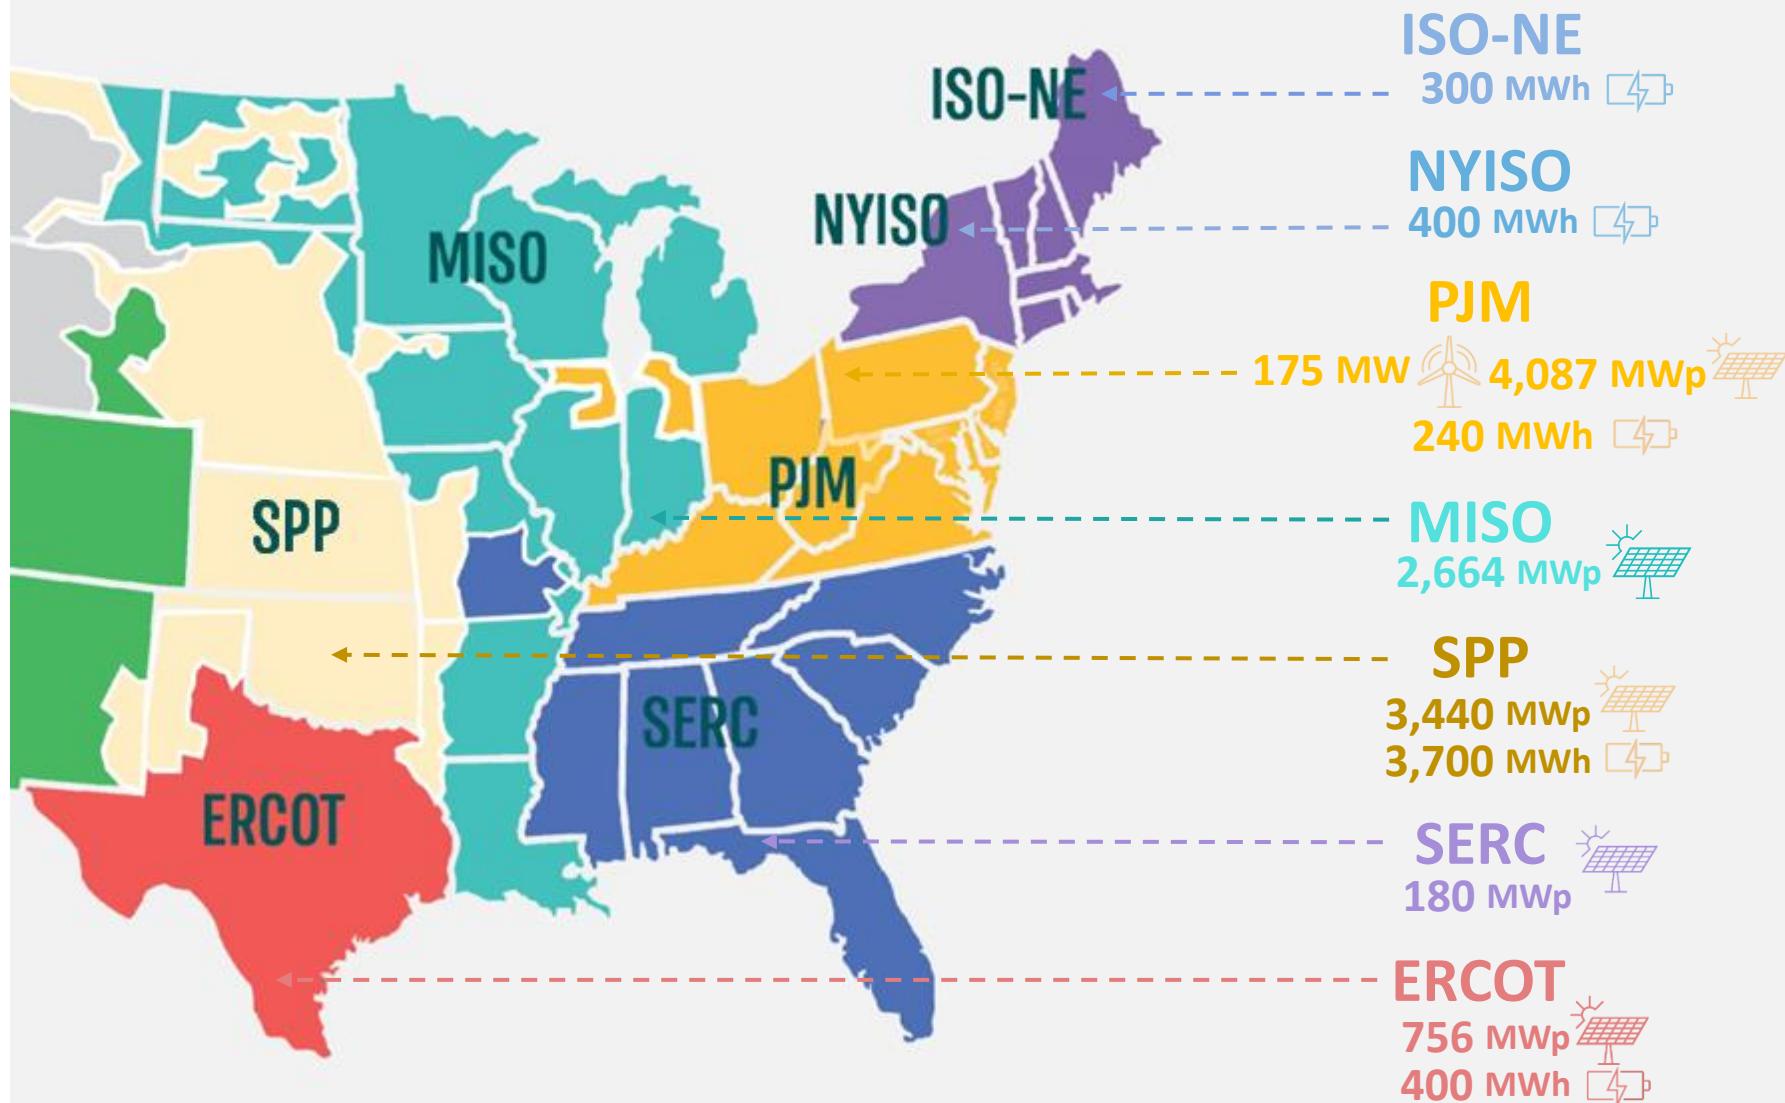 ISO-NE
300 MWh
ISO-NE
NYISO
400 MWh
NYISO
MISO
PJM
175 MW 4,087 MWp
240 MWh
PJM
SPP
MISO
2,664 MWp
SPP
3,440 MWp
3,700 MWh
SERC
ERCOT
SERC
180 MWp
ERCOT
756 MWp
400 MWh